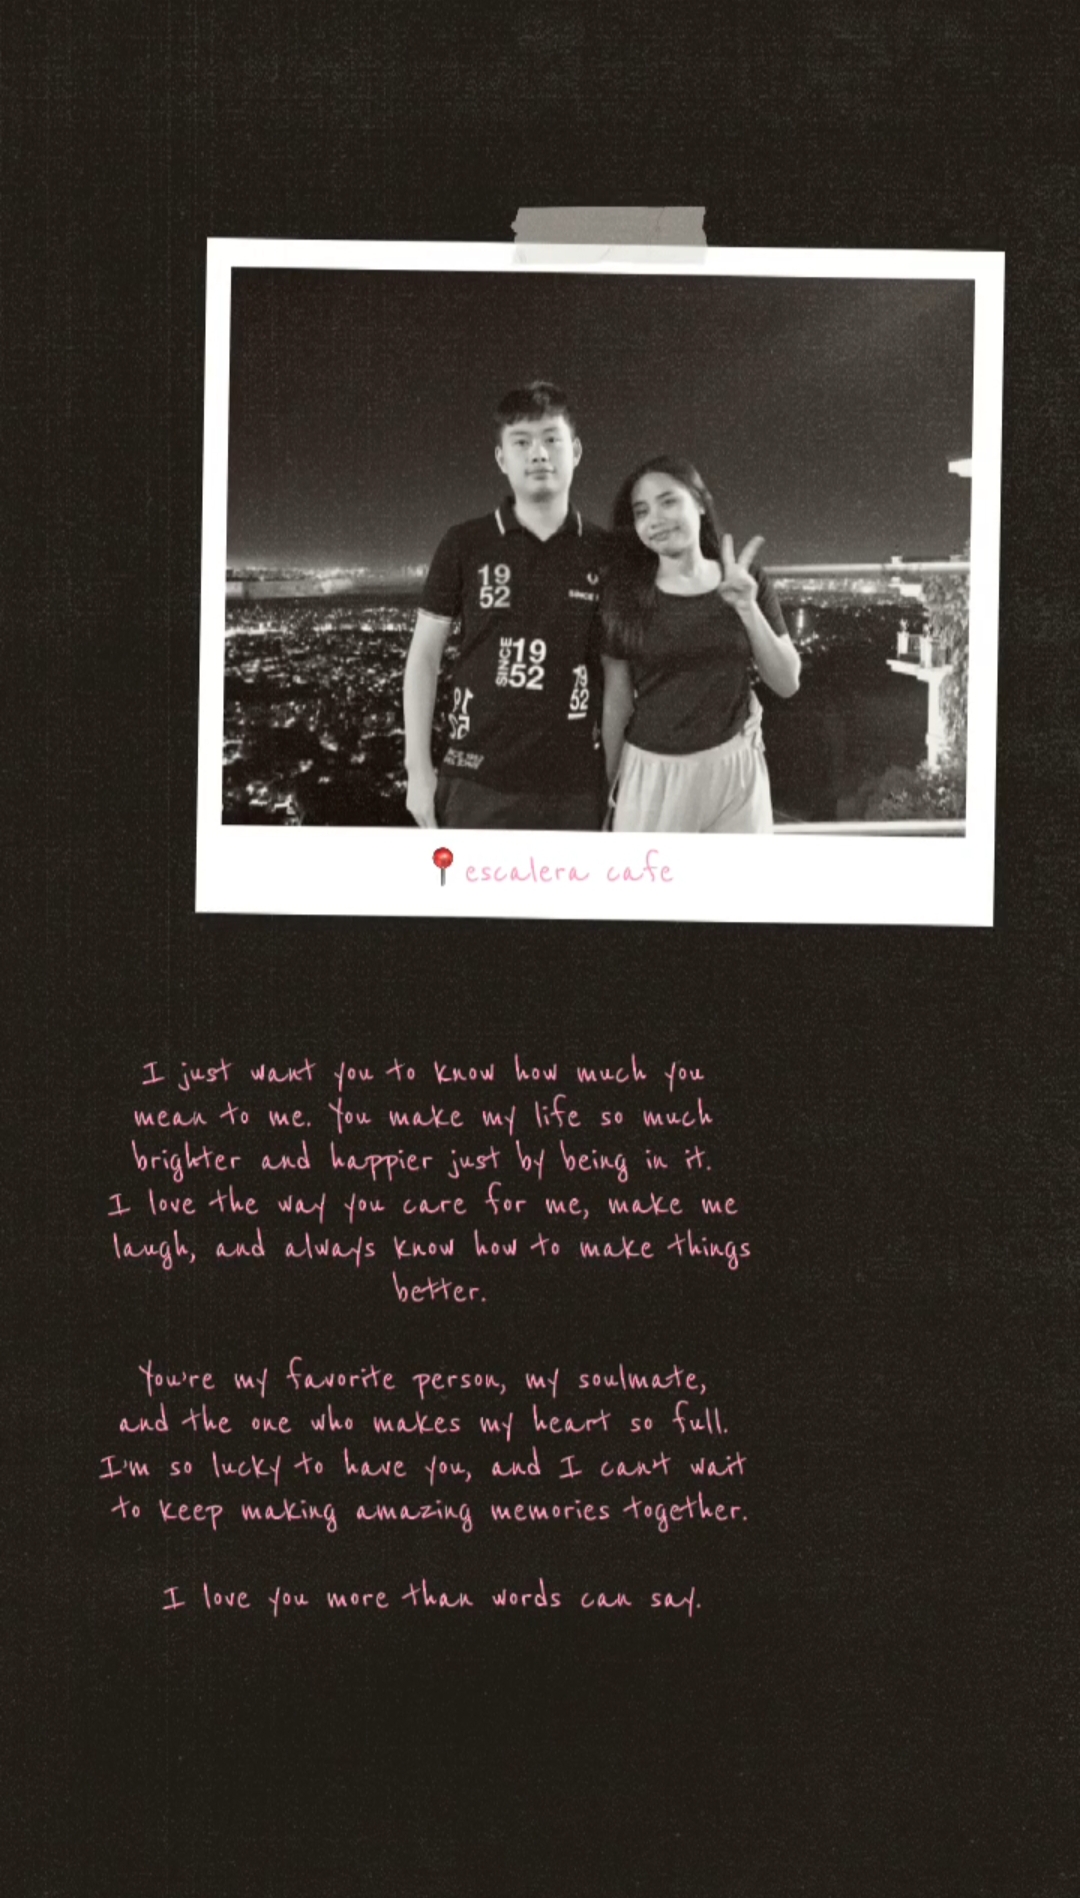 19
52
SINCE
SINCE
19
52
52
📍 escalera cafe
I just want you to know how much you
mean to me. You make my life so much
brighter and happier just by being in it.
I love the way you care for me, make me
laugh, and always know how to make things
better.
You're my favorite person, my soulmate,
and the one who makes my heart so full.
I'm so lucky to have you, and I can't wait
to keep making amazing memories together.
I love you more than words can say.